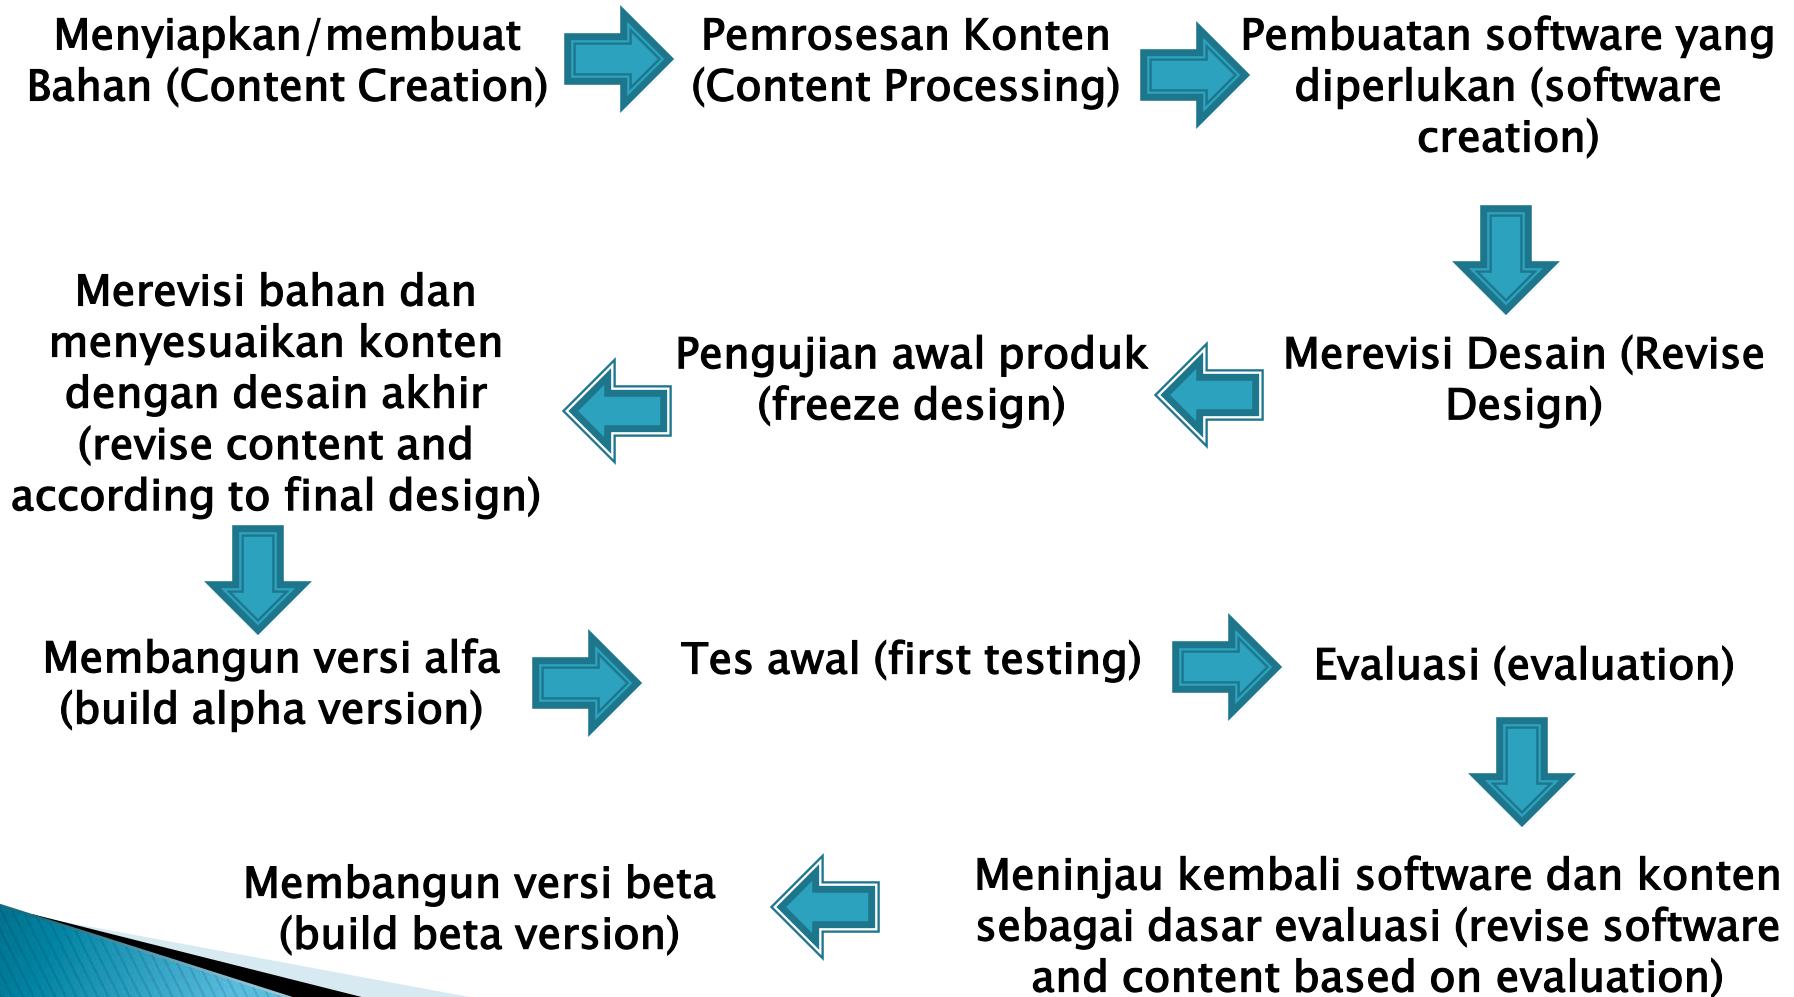 Menyiapkan/membuat
Bahan (Content Creation)
Pemrosesan Konten
(Content Processing)
Pembuatan software yang
diperlukan (software
creation)
Merevisi Desain (Revise
Design)
Pengujian awal produk
(freeze design)
Merevisi bahan dan
menyesuaikan konten
dengan desain akhir
(revise content and
according to final design)
Membangun versi alfa
(build alpha version)
Tes awal (first testing)
Evaluasi (evaluation)
Meninjau kembali software dan konten
sebagai dasar evaluasi (revise software
and content based on evaluation)
Membangun versi beta
(build beta version)